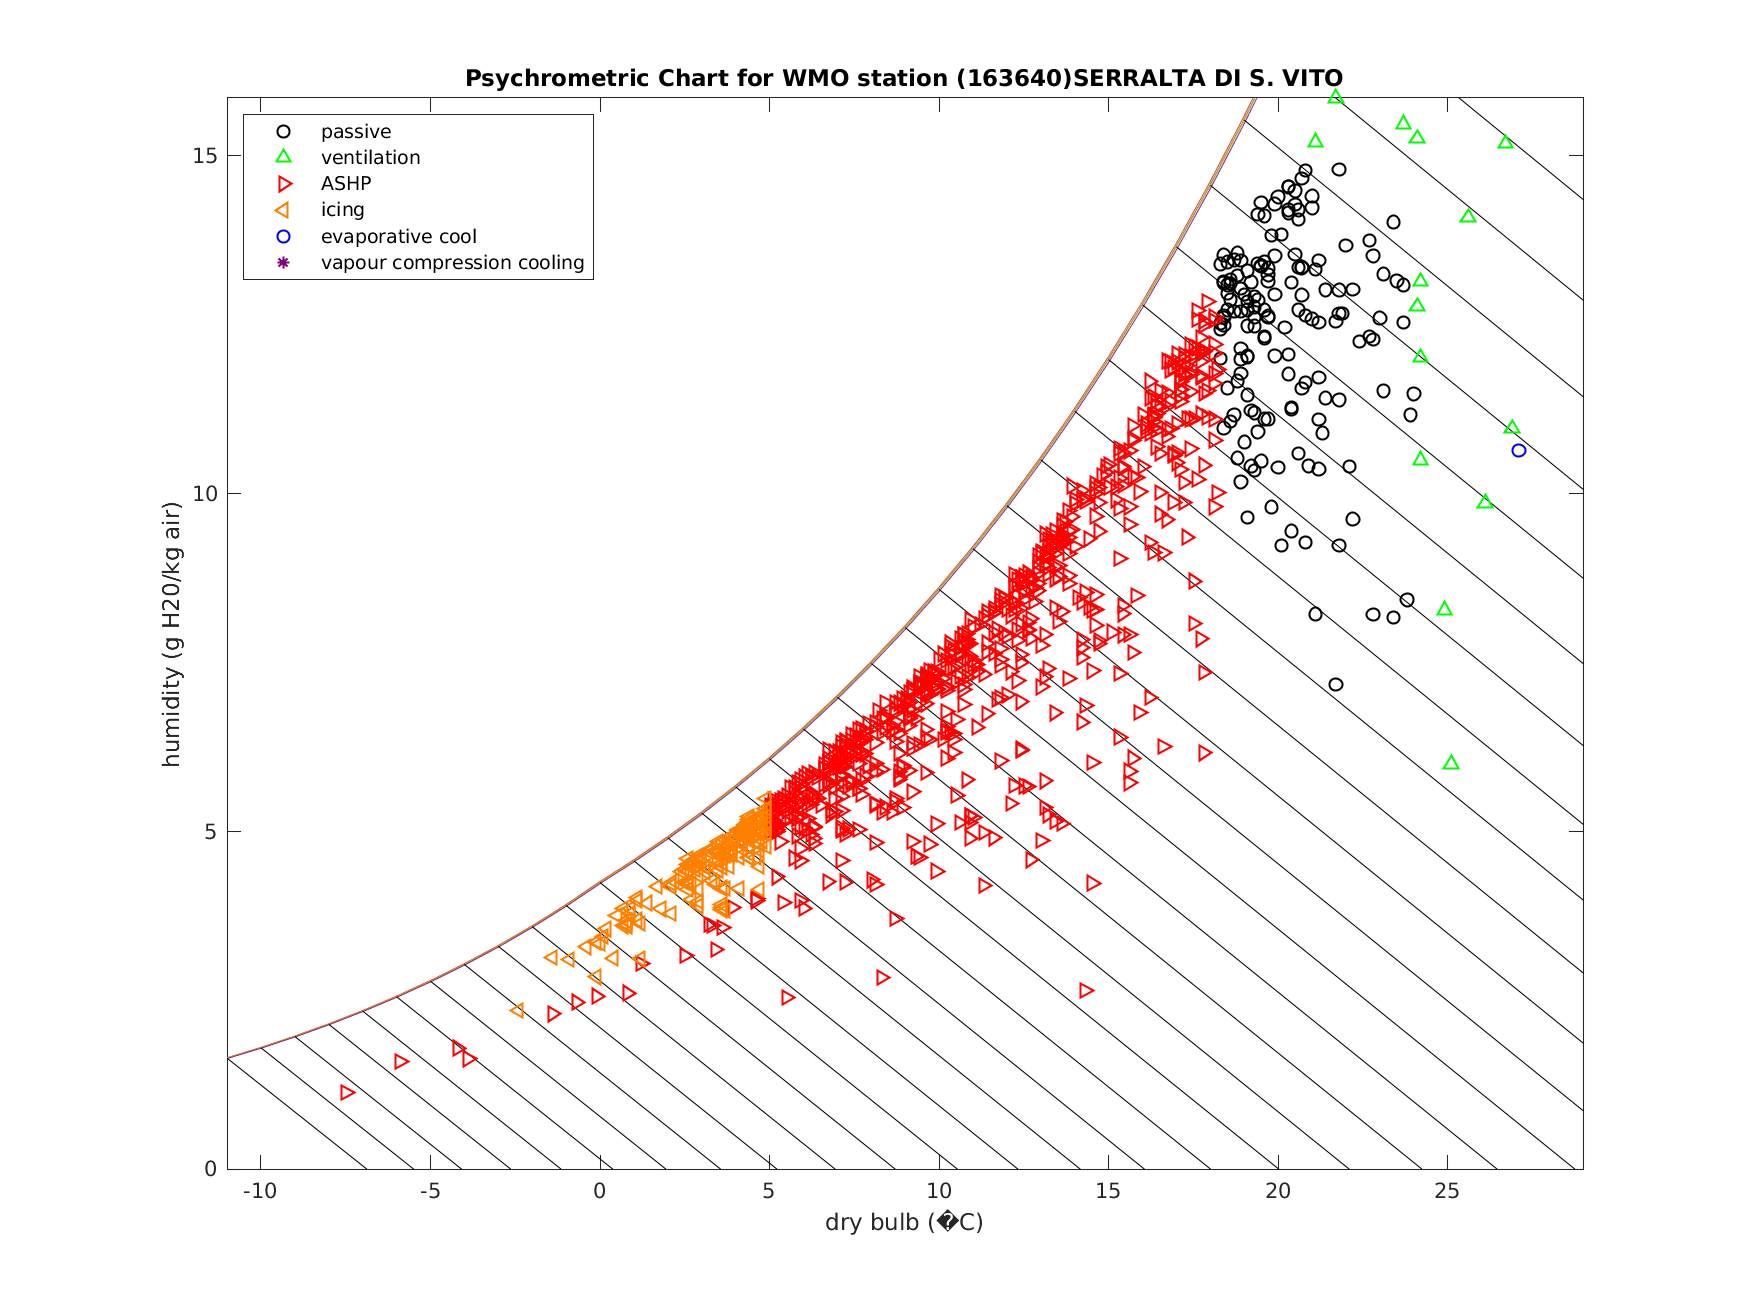 Psychrometric Chart for WMO station (163640)SERRALTA DI S. VITO
passive
ventilation
ASHP
icing
evaporative cool
vapour compression cooling
humidity (g H20/kg air)
15
10
5
0
-10 -5 0 5 10 15 20 25
dry bulb (�C)